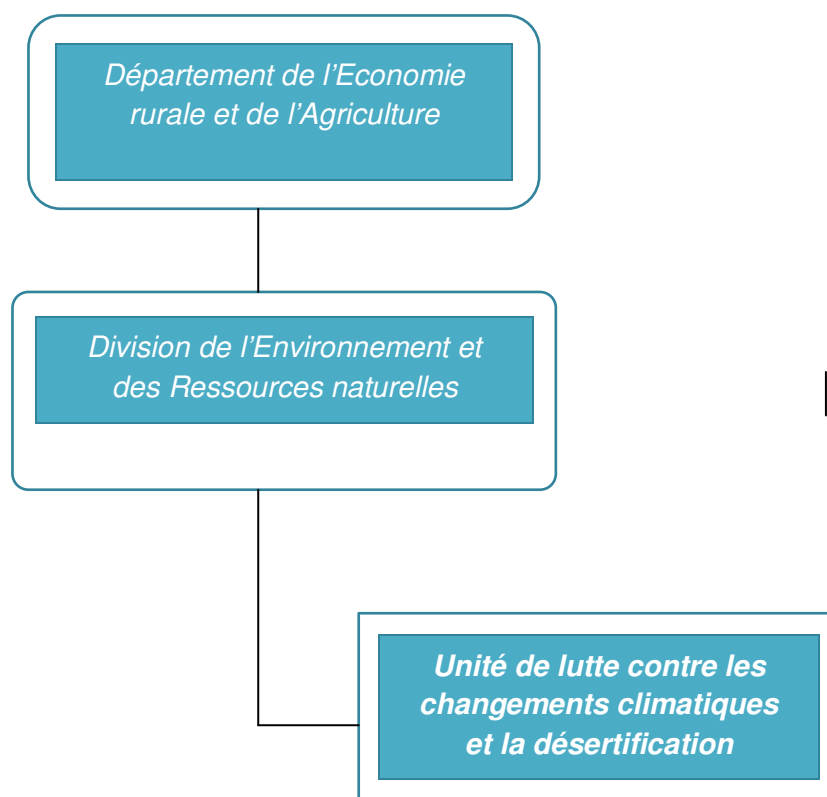 Département de l’Economie
rurale et de l’Agriculture
Division de l’Environnement et
des Ressources naturelles
Unité de lutte contre les
changements climatiques
et la désertification